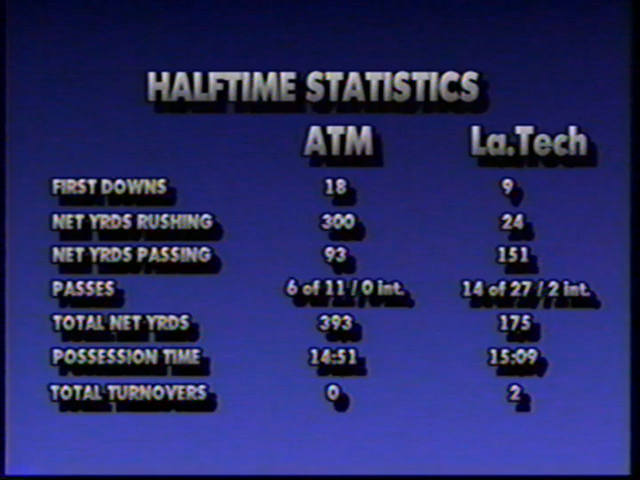 HALFTIME STATISTICS
ATM La.Tech
FIRST DOWNS 18 9
NET YRDS RUSHING 300 24
NET YRDS PASSING 93 151
PASSES 6 of 11 / 0 int. 14 of 27 / 2 int.
TOTAL NET YRDS 393 175
POSSESSION TIME 14:51 15:09
TOTAL TURNOVERS 0 2